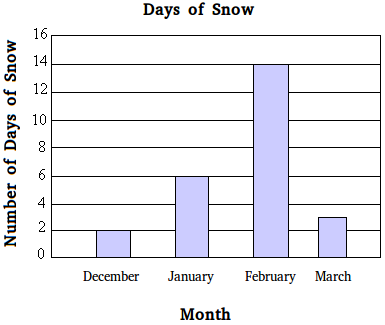 Days of Snow
Number of Days of Snow
16
14
12
10
8
6
4
2
0
December January February March
Month